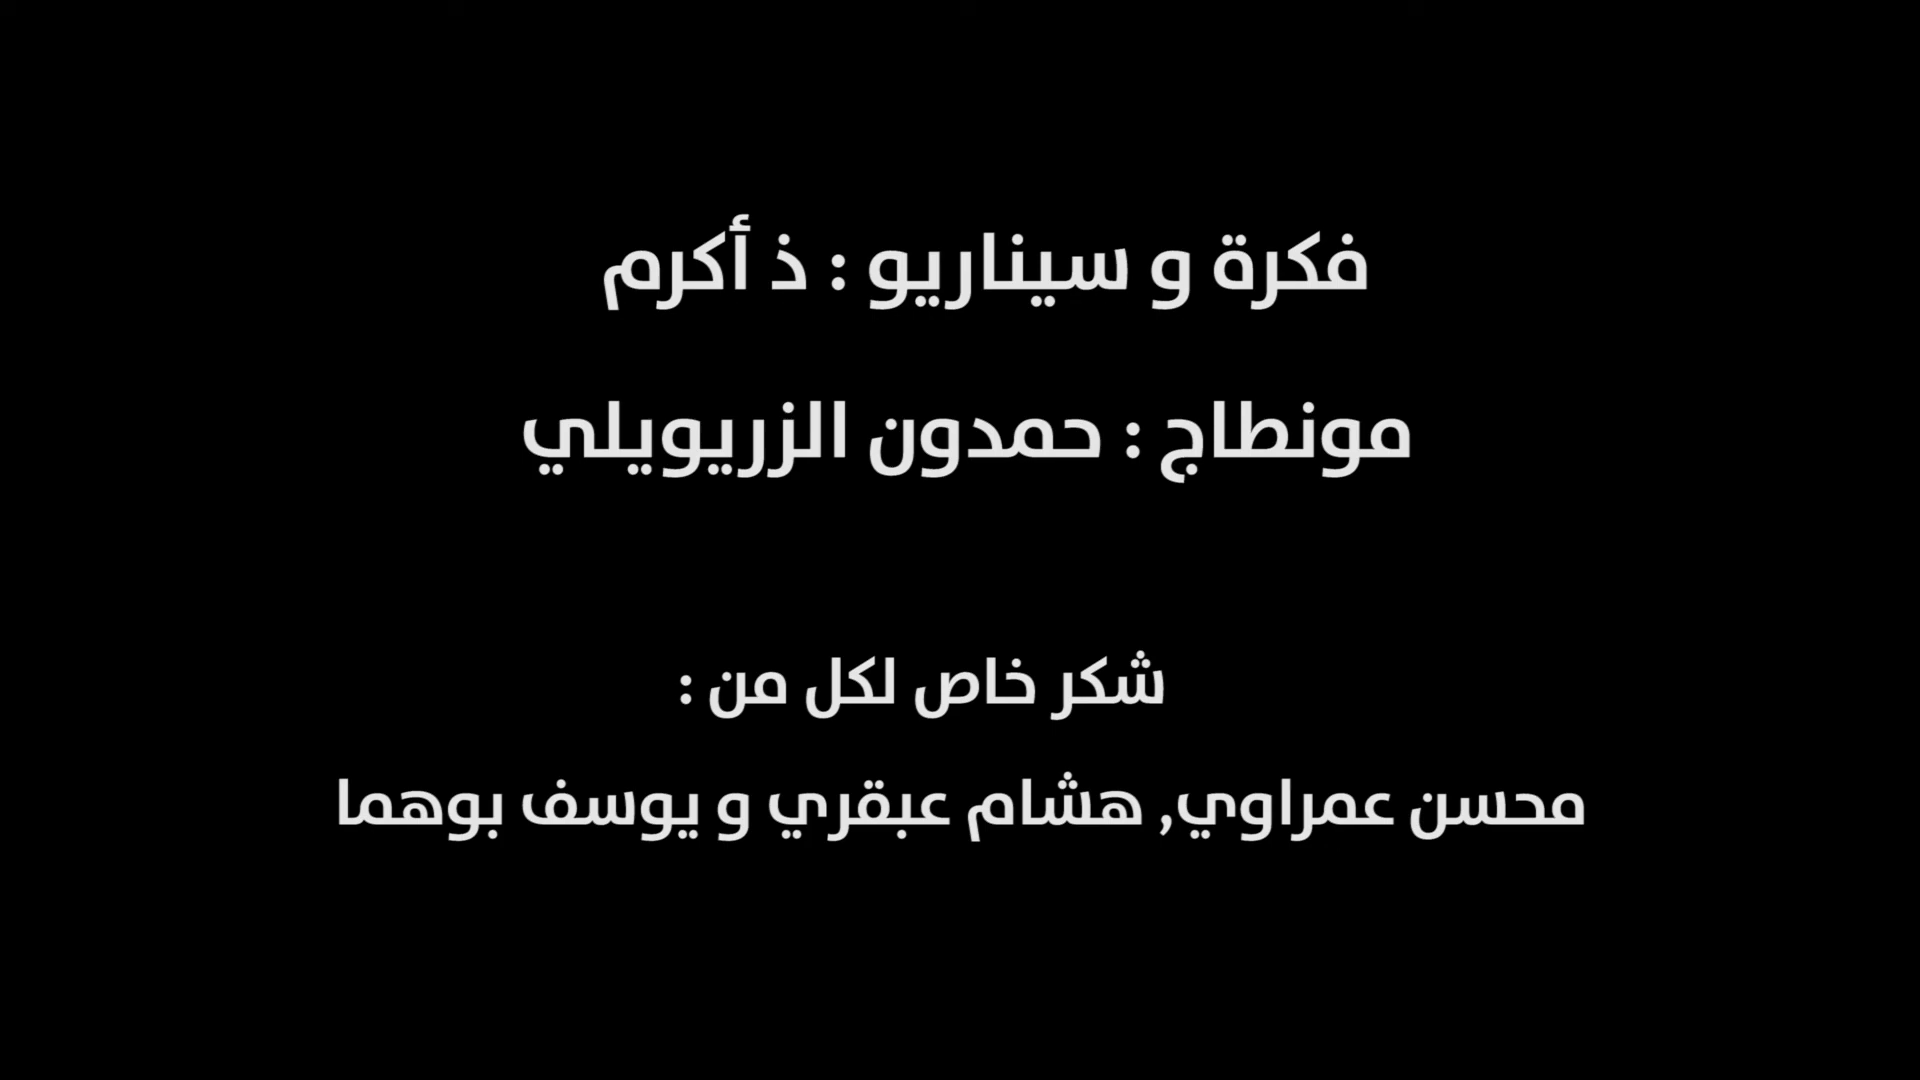 فكرة و سيناريو : ذ أكرم
مونطاج : حمدون الزريويلي
شكر خاص لكل من :
محسن عمراوي, هشام عبقري و يوسف بوهما